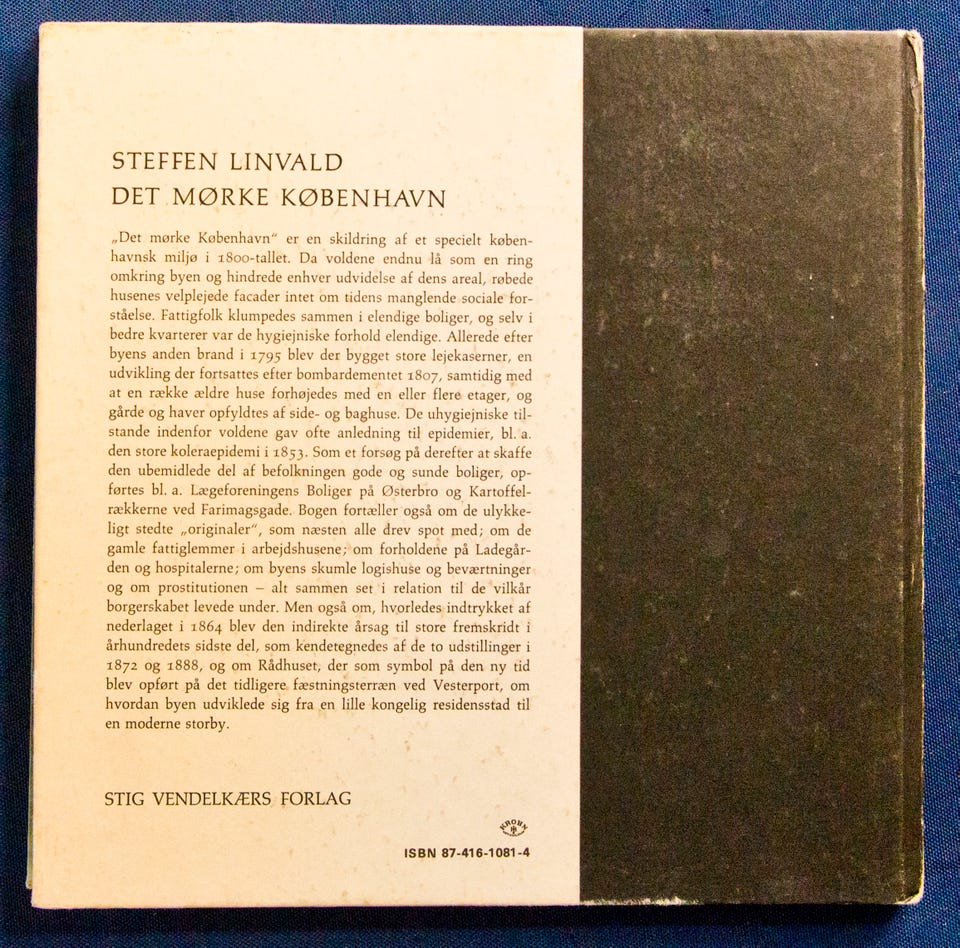 STEFFEN LINVALD
DET MØRKE KØBENHAVN
„Det mørke København“ er en skildring af et specielt køben-
havnsk miljø i 1800-tallet. Da voldene endnu lå som en ring
omkring byen og hindrede enhver udvidelse af dens areal, røbede
husenes velplejede facader intet om tidens manglende sociale for-
ståelse. Fattigfolk klumpedes sammen i elendige boliger, og selv i
bedre kvarterer var de hygiejniske forhold elendige. Allerede efter
byens anden brand i 1795 blev der bygget store lejekaserner, en
udvikling der fortsattes efter bombardementet 1807, samtidig med
at en række ældre huse forhøjedes med en eller flere etager, og
gårde og haver opfyldtes af side- og baghuse. De uhygiejniske til-
stande indenfor voldene gav ofte anledning til epidemier, bl. a.
den store koleraepidemi i 1853. Som et forsøg på derefter at skaffe
den ubemidlede del af befolkningen gode og sunde boliger, op-
førtes bl. a. Lægeforeningens Boliger på Østerbro og Kartoffel-
rækkerne ved Farimagsgade. Bogen fortæller også om de ulykke-
ligt stedte „originaler“, som næsten alle drev spot med; om de
gamle fattiglemmer i arbejdshusene; om forholdene på Ladegår-
den og hospitalerne; om byens skumle logishuse og beværtninger
og om prostitutionen – alt sammen set i relation til de vilkår
borgerskabet levede under. Men også om, hvorledes indtrykket af
nederlaget i 1864 blev den indirekte årsag til store fremskridt i
århundredets sidste del, som kendetegnedes af de to udstillinger i
1872 og 1888, og om Rådhuset, der som symbol på den ny tid
blev opført på det tidligere fæstningsterræn ved Vesterport, om
hvordan byen udviklede sig fra en lille kongelig residensstad til
en moderne storby.
STIG VENDELKÆRS FORLAG
KROHN
ISBN 87-416-1081-4